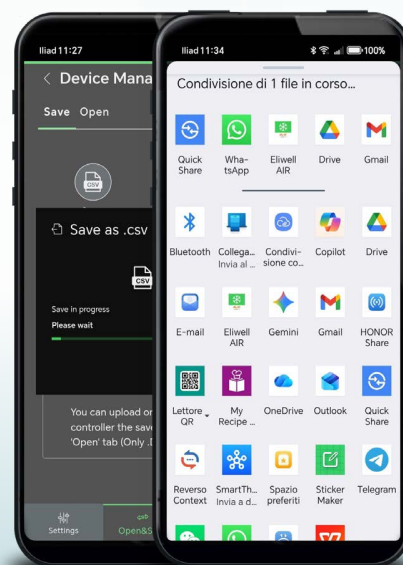 Iliad 11:27
< Device Mana
Save Open
CSV
Save as .csv
CSV
Save in progress
Please wait
You can upload or
controller the save
'Open' tab (Only .
Settings
Open&S
Iliad 11:34
100%
Condivisione di 1 file in corso...
Quick
Share
Wha-
tsApp
Eliwell
AIR
Drive
Gmail
Bluetooth
Collega...
Invia al ...
Condivi-
sione co...
Copilot
Drive
E-mail
Eliwell
AIR
Gemini
Gmail
HONOR
Share
Lettore
QR
My
Recipe ...
OneDrive
Outlook
Quick
Share
Reverso
Context
SmartTh...
Invia a d...
Spazio
preferiti
Sticker
Maker
Telegram